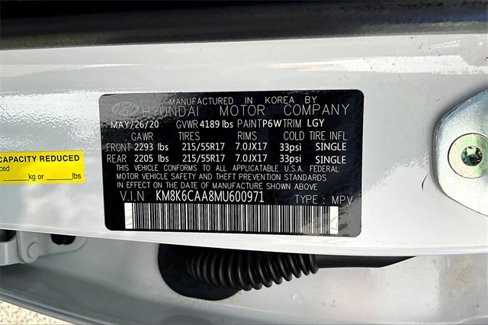 MANUFACTURED IN KOREA BY
HYUNDAI MOTOR COMPANY
MAY/26/20 GVWR 4189 lbs PAINT P6W TRIM LGY
GAWR TIRES RIMS COLD TIRE INFL
FRONT 2293 lbs 215/55R17 7.0JX17 33psi SINGLE
REAR 2205 lbs 215/55R17 7.0JX17 33psi SINGLE
THIS VEHICLE CONFORMS TO ALL APPLICABLE U.S.A. FEDERAL
MOTOR VEHICLE SAFETY AND THEFT PREVENTION STANDARDS
IN EFFECT ON THE DATE OF MANUFACTURE SHOWN ABOVE.
V.I.N KM8K6CAA8MU600971
TYPE : MPV
CAPACITY REDUCED
kg or lbs